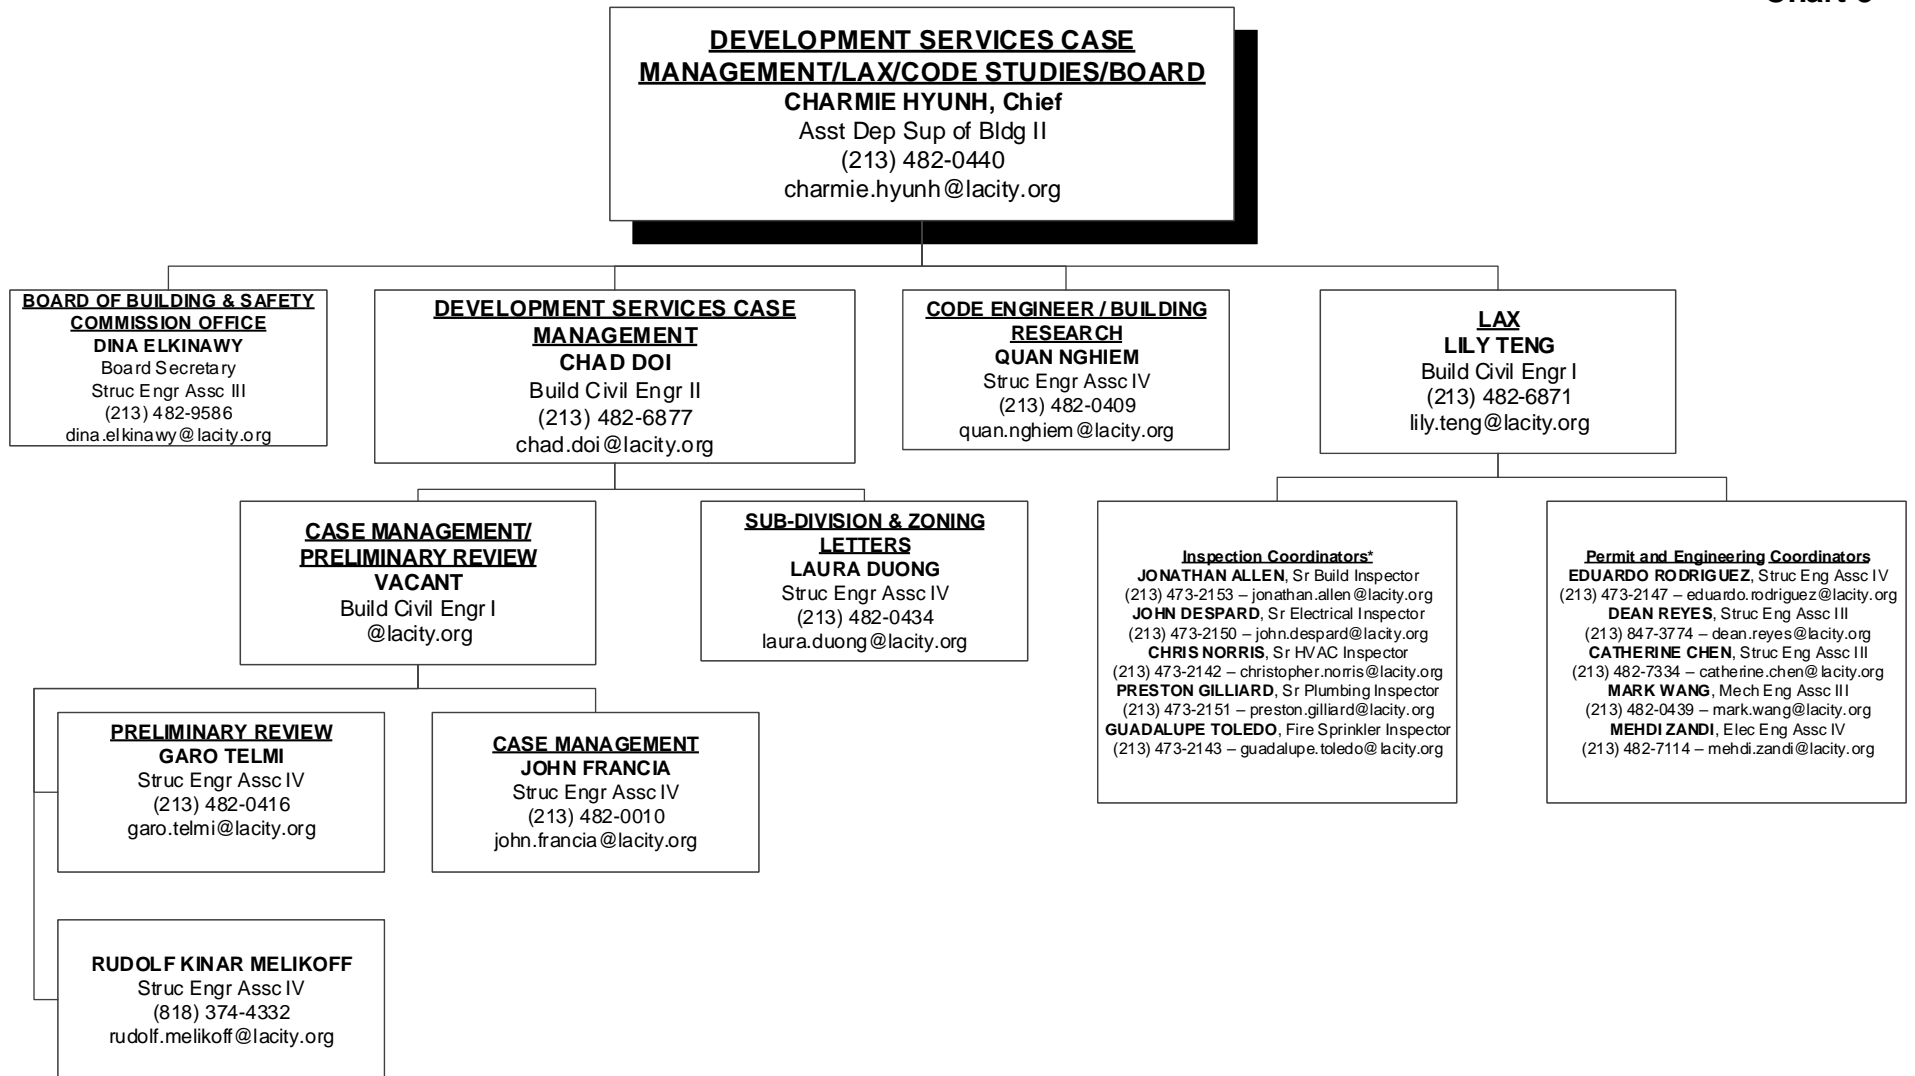 DEVELOPMENT SERVICES CASE
MANAGEMENT/LAX/CODE STUDIES/BOARD
CHARMIE HYUNH, Chief
Asst Dep Sup of Bldg II
(213) 482-0440
charmie.hyunh@lacity.org
BOARD OF BUILDING & SAFETY
COMMISSION OFFICE
DINA ELKINAWY
Board Secretary
Struc Engr Assc III
(213) 482-9586
dina.elkinawy@lacity.org
DEVELOPMENT SERVICES CASE
MANAGEMENT
CHAD DOI
Build Civil Engr II
(213) 482-6877
chad.doi@lacity.org
CODE ENGINEER / BUILDING
RESEARCH
QUAN NGHIEM
Struc Engr Assc IV
(213) 482-0409
quan.nghiem@lacity.org
LAX
LILY TENG
Build Civil Engr I
(213) 482-6871
lily.teng@lacity.org
CASE MANAGEMENT/
PRELIMINARY REVIEW
VACANT
Build Civil Engr I
@lacity.org
SUB-DIVISION & ZONING
LETTERS
LAURA DUONG
Struc Engr Assc IV
(213) 482-0434
laura.duong@lacity.org
Inspection Coordinators*
JONATHAN ALLEN, Sr Build Inspector
(213) 473-2153 – jonathan.allen@lacity.org
JOHN DESPARD, Sr Electrical Inspector
(213) 473-2150 – john.despard@lacity.org
CHRIS NORRIS, Sr HVAC Inspector
(213) 473-2142 – christopher.norris@lacity.org
PRESTON GILLIARD, Sr Plumbing Inspector
(213) 473-2151 – preston.gilliard@lacity.org
GUADALUPE TOLEDO, Fire Sprinkler Inspector
(213) 473-2143 – guadalupe.toledo@lacity.org
Permit and Engineering Coordinators
EDUARDO RODRIGUEZ, Struc Eng Assc IV
(213) 473-2147 – eduardo.rodriguez@lacity.org
DEAN REYES, Struc Eng Assc III
(213) 847-3774 – dean.reyes@lacity.org
CATHERINE CHEN, Struc Eng Assc III
(213) 482-7334 – catherine.chen@lacity.org
MARK WANG, Mech Eng Assc III
(213) 482-0439 – mark.wang@lacity.org
MEHDI ZANDI, Elec Eng Assc IV
(213) 482-7114 – mehdi.zandi@lacity.org
PRELIMINARY REVIEW
GARO TELMI
Struc Engr Assc IV
(213) 482-0416
garo.telmi@lacity.org
CASE MANAGEMENT
JOHN FRANCIA
Struc Engr Assc IV
(213) 482-0010
john.francia@lacity.org
RUDOLF KINAR MELIKOFF
Struc Engr Assc IV
(818) 374-4332
rudolf.melikoff@lacity.org